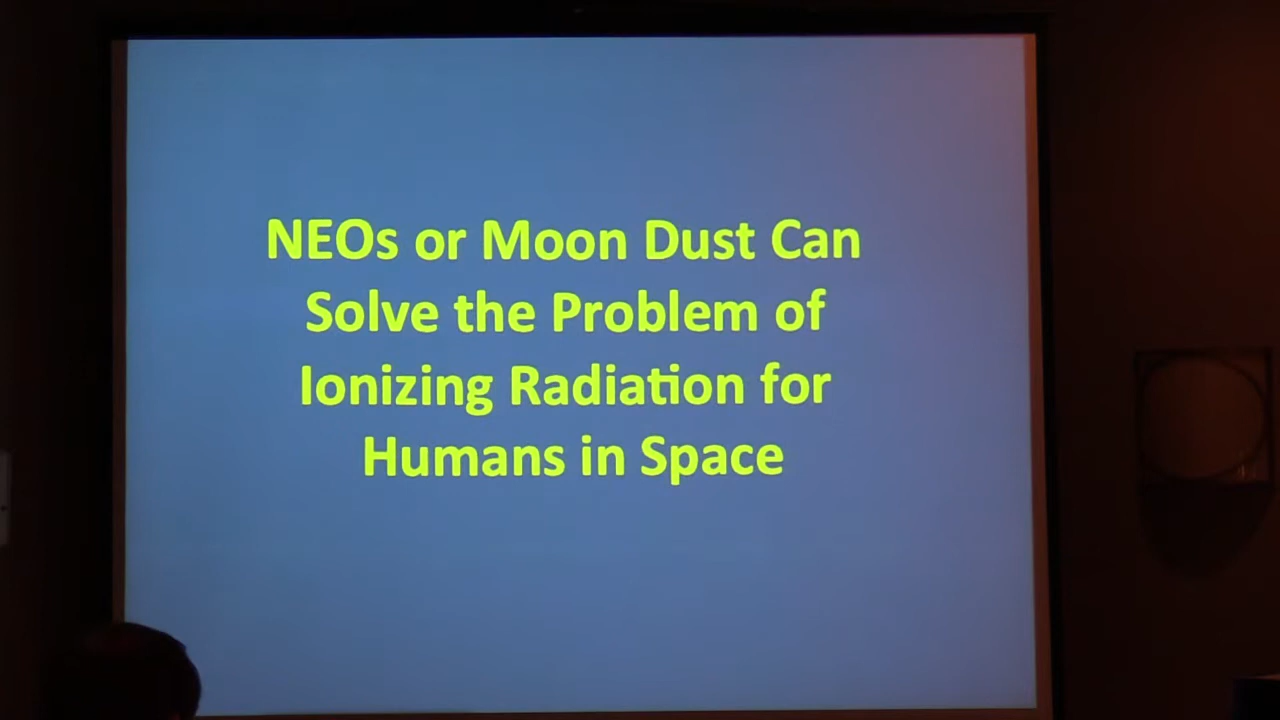 NEOs or Moon Dust Can
Solve the Problem of
Ionizing Radiation for
Humans in Space